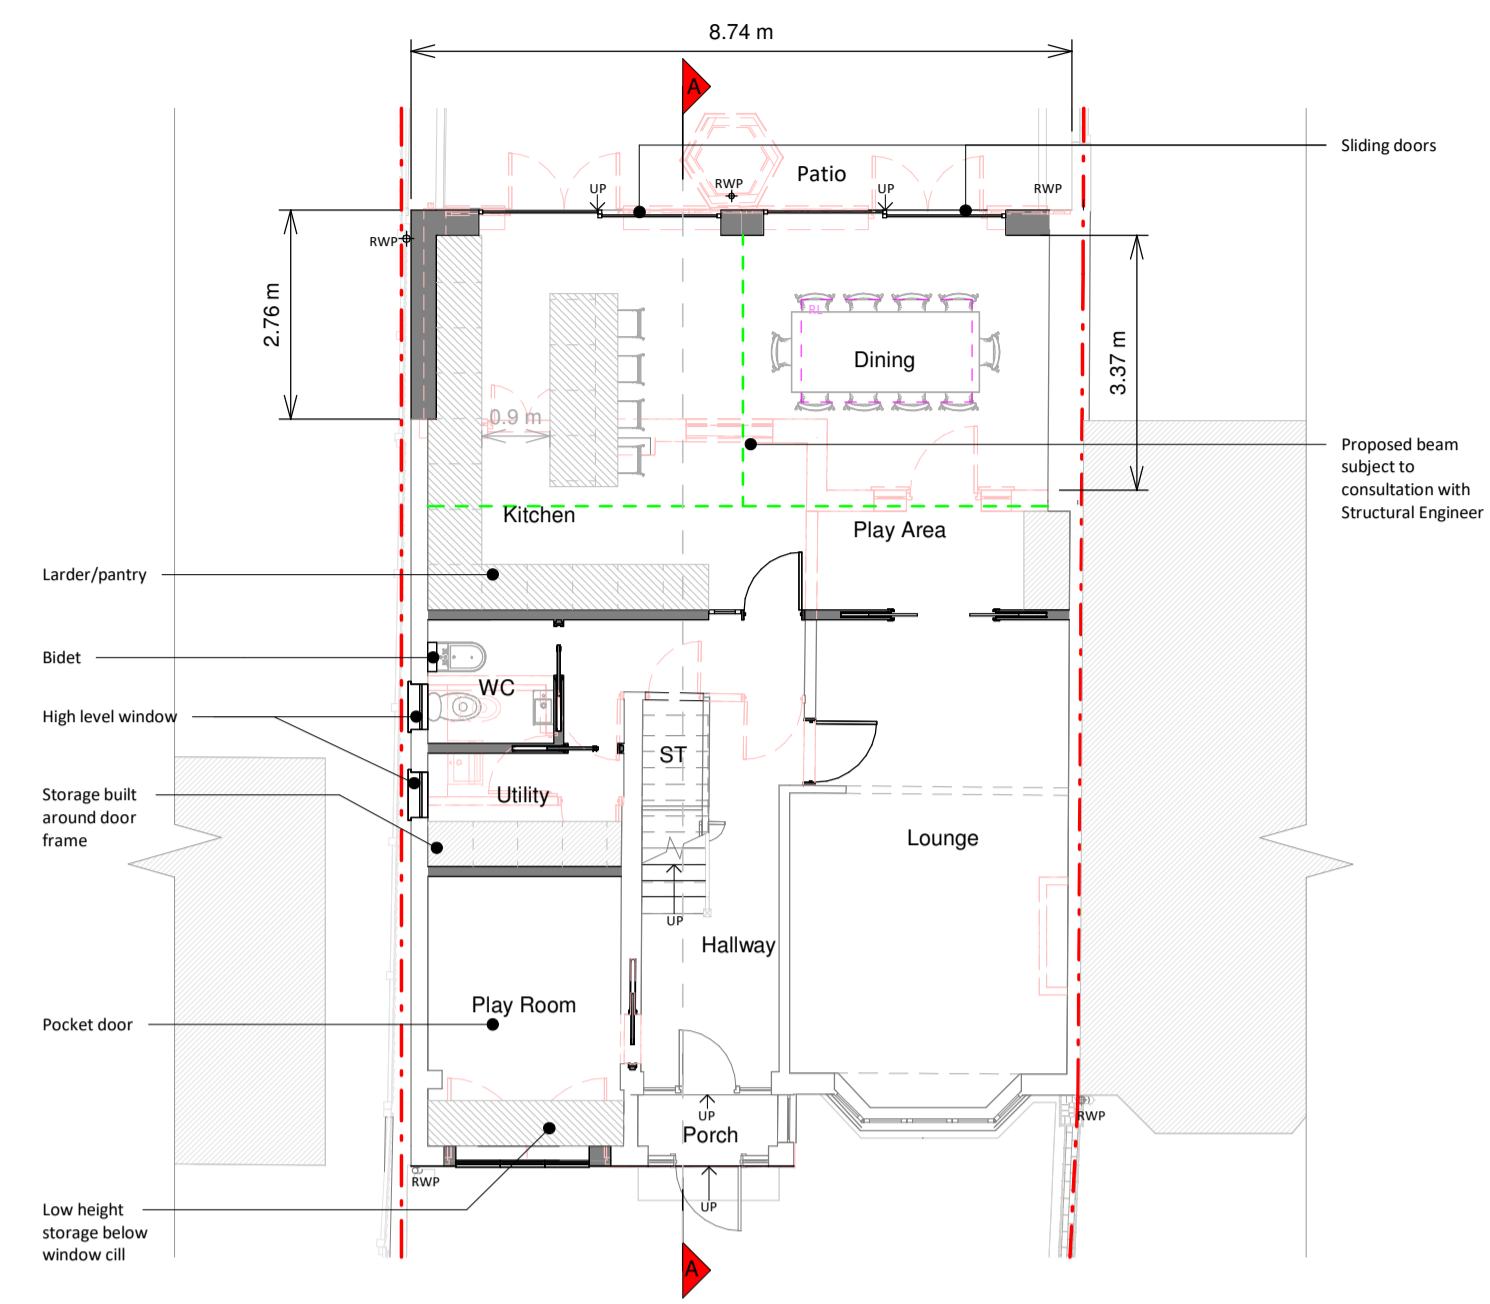 8.74 m
A
Sliding doors
Patio
UP
RWP
UP
RWP
RWP
2.76 m
RL
Dining
3.37 m
0.9 m
Proposed beam
subject to
consultation with
Structural Engineer
Kitchen
Play Area
Larder/pantry
Bidet
WC
High level window
ST
Storage built
around door
frame
Utility
Lounge
UP
Hallway
Play Room
Pocket door
UP
Porch
RWP
RWP
UP
Low height
storage below
window cill
A